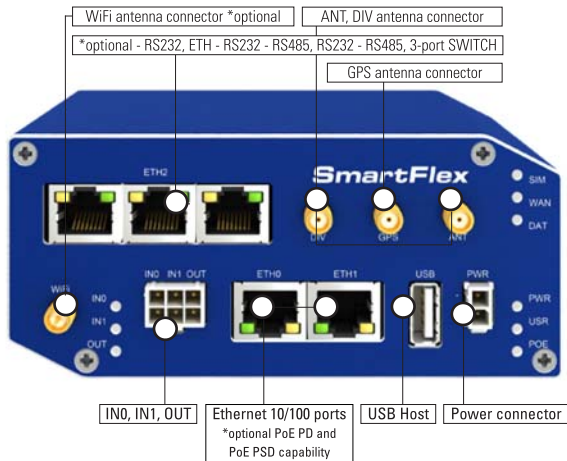 WiFi antenna connector *optional
ANT, DIV antenna connector
*optional - RS232, ETH - RS232 - RS485, RS232 - RS485, 3-port SWITCH
GPS antenna connector
ETH2
SmartFlex
SIM
WAN
DAT
DIV
GPS
ANT
WiFi
IN0
IN1
OUT
IN0 IN1 OUT
ETH0
ETH1
USB
PWR
PWR
USR
POE
IN0, IN1, OUT
Ethernet 10/100 ports
*optional PoE PD and
PoE PSD capability
USB Host
Power connector